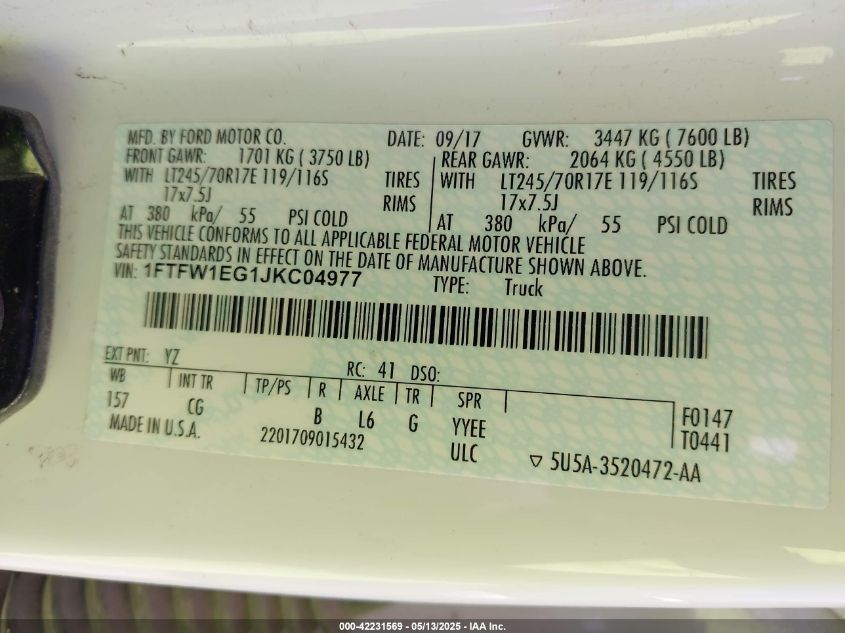 MFD. BY FORD MOTOR CO. DATE: 09/17 GVWR: 3447 KG ( 7600 LB)
FRONT GAWR: 1701 KG ( 3750 LB) REAR GAWR: 2064 KG ( 4550 LB)
WITH LT245/70R17E 119/116S TIRES WITH LT245/70R17E 119/116S TIRES
17x7.5J RIMS 17x7.5J RIMS
AT 380 kPa/ 55 PSI COLD AT 380 kPa/ 55 PSI COLD
THIS VEHICLE CONFORMS TO ALL APPLICABLE FEDERAL MOTOR VEHICLE
SAFETY STANDARDS IN EFFECT ON THE DATE OF MANUFACTURE SHOWN ABOVE.
VIN: 1FTFW1EG1JKC04977 TYPE: Truck
EXT PNT: YZ RC: 41 DSO:
WB INT TR TP/PS R AXLE TR SPR
157 CG B L6 G YYEE F0147
MADE IN U.S.A. 2201709015432 ULC T0441
▽ 5U5A-3520472-AA
000-42231569 — 05/13/2025 — IAA Inc.